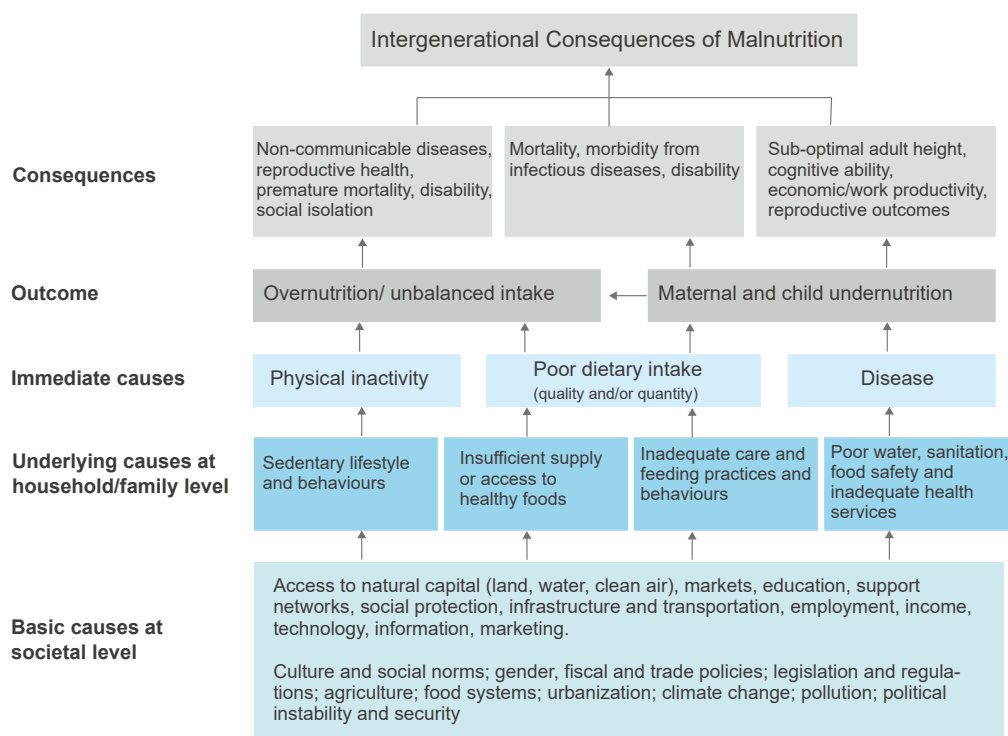 Intergenerational Consequences of Malnutrition
Consequences
Non-communicable diseases,
reproductive health,
premature mortality, disability,
social isolation
Mortality, morbidity from
infectious diseases, disability
Sub-optimal adult height,
cognitive ability,
economic/work productivity,
reproductive outcomes
Outcome
Overnutrition/ unbalanced intake
Maternal and child undernutrition
Immediate causes
Physical inactivity
Poor dietary intake
(quality and/or quantity)
Disease
Underlying causes at
household/family level
Sedentary lifestyle
and behaviours
Insufficient supply
or access to
healthy foods
Inadequate care and
feeding practices and
behaviours
Poor water, sanitation,
food safety and
inadequate health
services
Basic causes at
societal level
Access to natural capital (land, water, clean air), markets, education, support
networks, social protection, infrastructure and transportation, employment, income,
technology, information, marketing.
Culture and social norms; gender, fiscal and trade policies; legislation and regula-
tions; agriculture; food systems; urbanization; climate change; pollution; political
instability and security